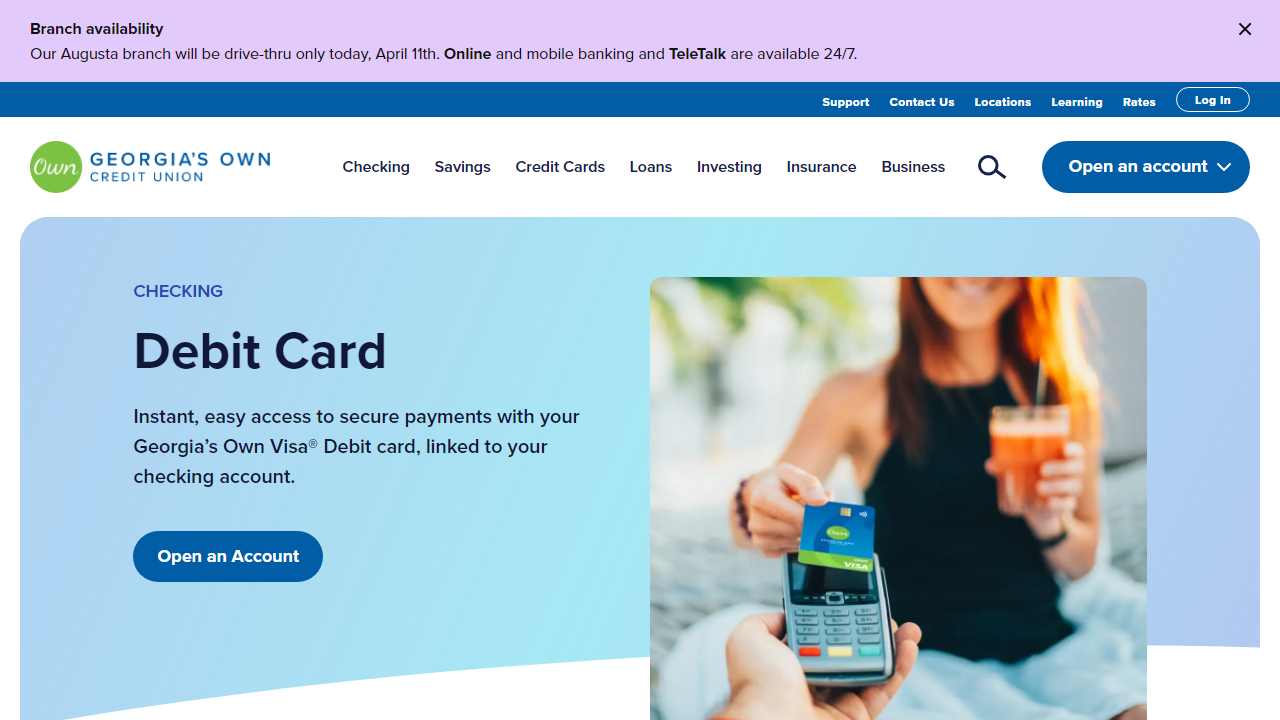 Branch availability
Our Augusta branch will be drive-thru only today, April 11th. Online and mobile banking and TeleTalk are available 24/7.
Support Contact Us Locations Learning Rates Log In
Own GEORGIA'S OWN
CREDIT UNION
Checking Savings Credit Cards Loans Investing Insurance Business Open an account
CHECKING
Debit Card
Instant, easy access to secure payments with your
Georgia’s Own Visa® Debit card, linked to your
checking account.
Open an Account
Own
VISA